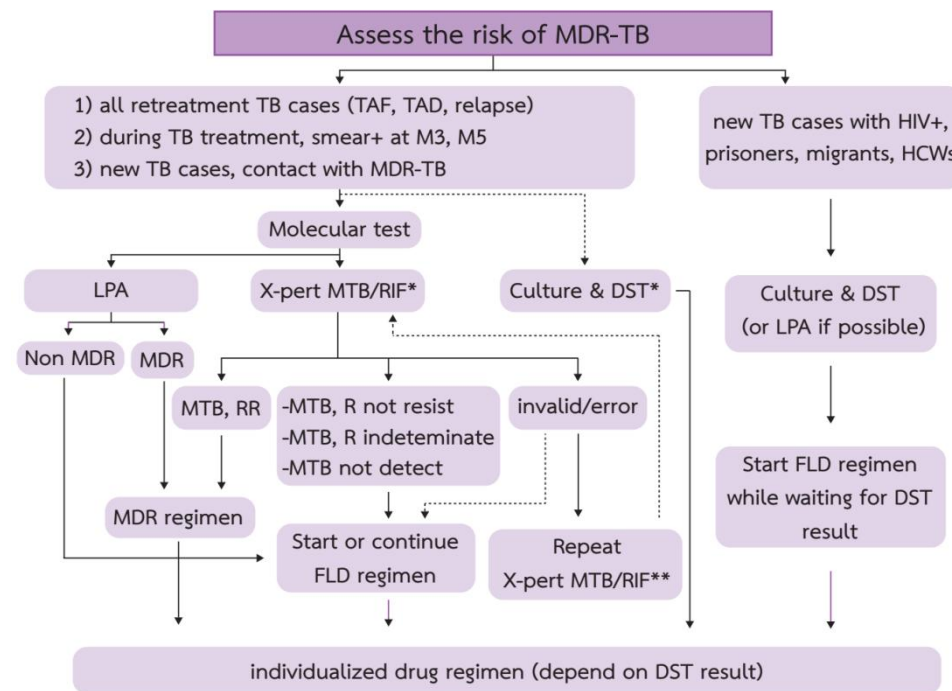 Assess the risk of MDR-TB
1) all retreatment TB cases (TAF, TAD, relapse)
2) during TB treatment, smear+ at M3, M5
3) new TB cases, contact with MDR-TB
new TB cases with HIV+,
prisoners, migrants, HCWs
Molecular test
LPA
X-pert MTB/RIF*
Culture & DST*
Culture & DST
(or LPA if possible)
Non MDR
MDR
MTB, RR
-MTB, R not resist
-MTB, R indeteminate
-MTB not detect
invalid/error
Start FLD regimen
while waiting for DST
result
MDR regimen
Start or continue
FLD regimen
Repeat
X-pert MTB/RIF**
individualized drug regimen (depend on DST result)